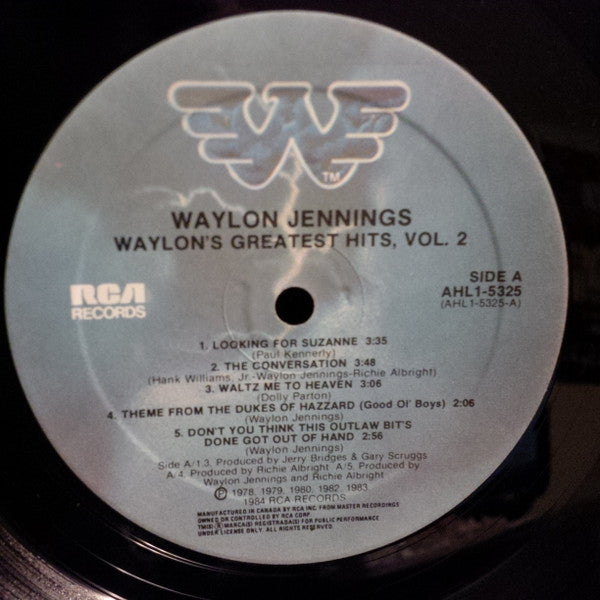 TM
WAYLON JENNINGS
WAYLON'S GREATEST HITS, VOL. 2
RCA
RECORDS
SIDE A
AHL1-5325
(AHL1-5325-A)
1. LOOKING FOR SUZANNE 3:35
(Paul Kennerly)
2. THE CONVERSATION 3:48
(Hank Williams, Jr.-Waylon Jennings-Richie Albright)
3. WALTZ ME TO HEAVEN 3:06
(Dolly Parton)
4. THEME FROM THE DUKES OF HAZZARD (Good Ol' Boys) 2:06
(Waylon Jennings)
5. DON'T YOU THINK THIS OUTLAW BIT'S
DONE GOT OUT OF HAND 2:56
(Waylon Jennings)
Side A/1,3, Produced by Jerry Bridges & Gary Scruggs
A/4, Produced by Richie Albright A/5, Produced by
Waylon Jennings and Richie Albright
Ⓟ 1978, 1979, 1980, 1982, 1983,
1984 RCA RECORDS
MANUFACTURED IN CANADA BY RCA INC. FROM MASTER RECORDINGS
OWNED OR CONTROLLED BY RCA CORP.
TM(S) ® MARCA(S) REGISTRADA(S) FOR PUBLIC PERFORMANCE
UNDER LICENSE ONLY. ALL RIGHTS RESERVED.